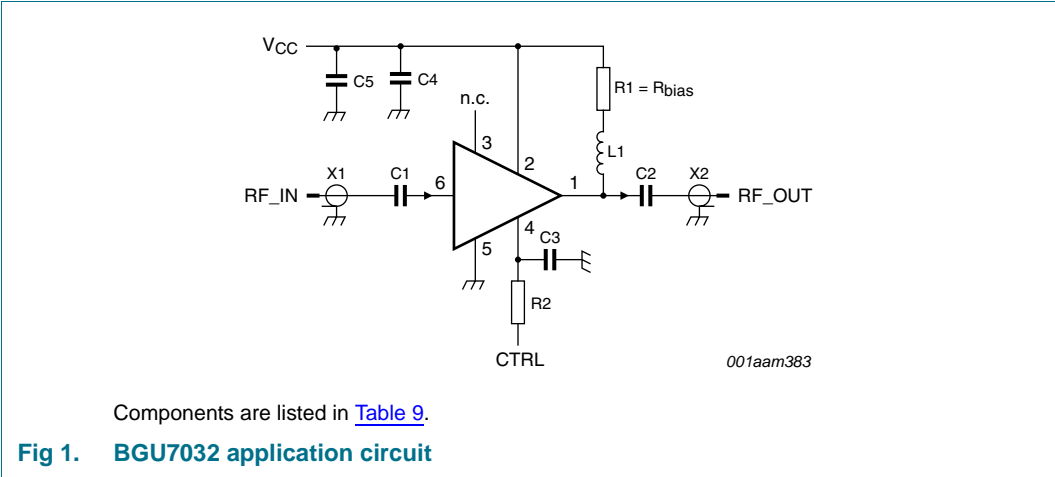 VCC
C5
C4
R1 = Rbias
n.c.
3
L1
2
X1
C1
6
1
C2
X2
RF_IN
RF_OUT
4
C3
5
R2
CTRL
001aam383
Components are listed in Table 9.
Fig 1. BGU7032 application circuit